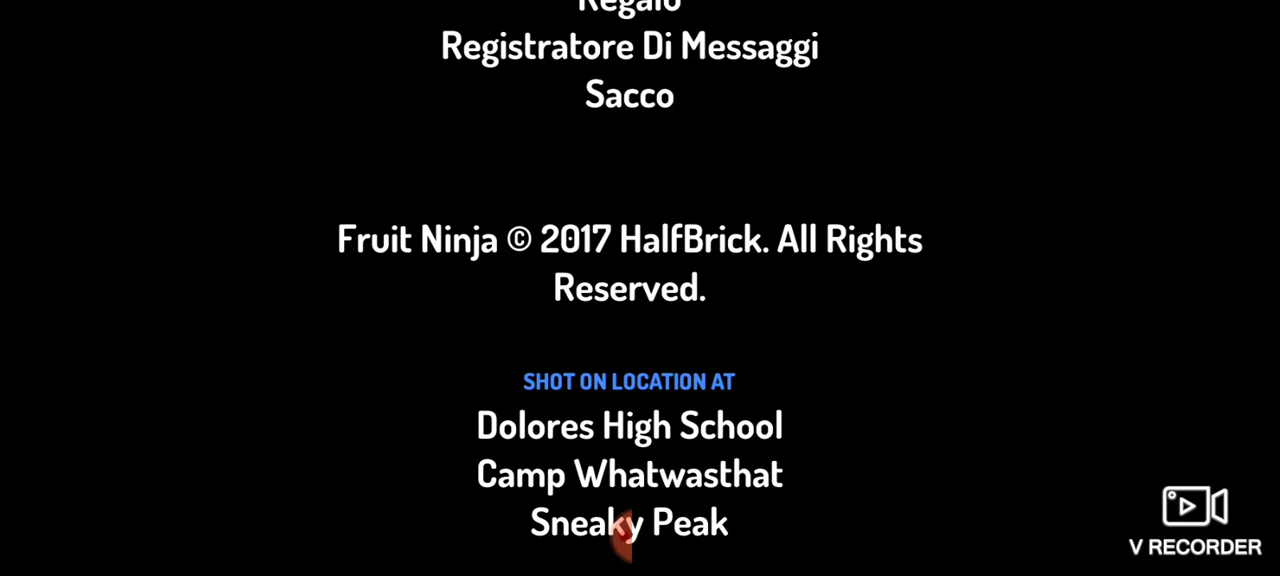 Regalo
Registratore Di Messaggi
Sacco
Fruit Ninja © 2017 HalfBrick. All Rights
Reserved.
SHOT ON LOCATION AT
Dolores High School
Camp Whatwasthat
Sneaky Peak
V RECORDER